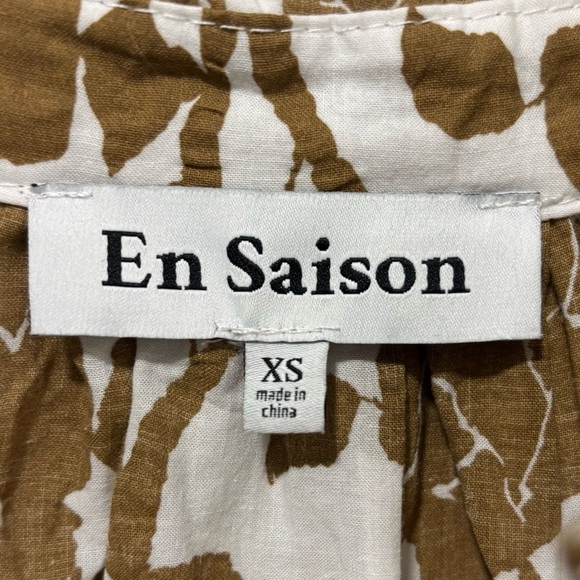 En Saison
XS
made in
china